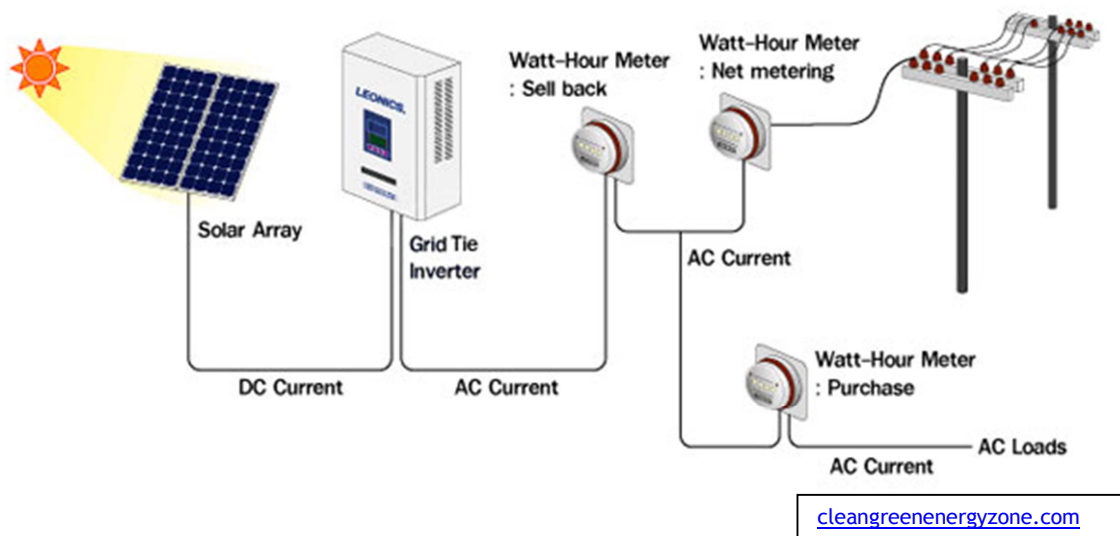 Watt-Hour Meter
: Sell back
Watt-Hour Meter
: Net metering
LEONICS.
Solar Array
Grid Tie
Inverter
AC Current
DC Current
AC Current
Watt-Hour Meter
: Purchase
AC Loads
AC Current
cleangreenenergyzone.com